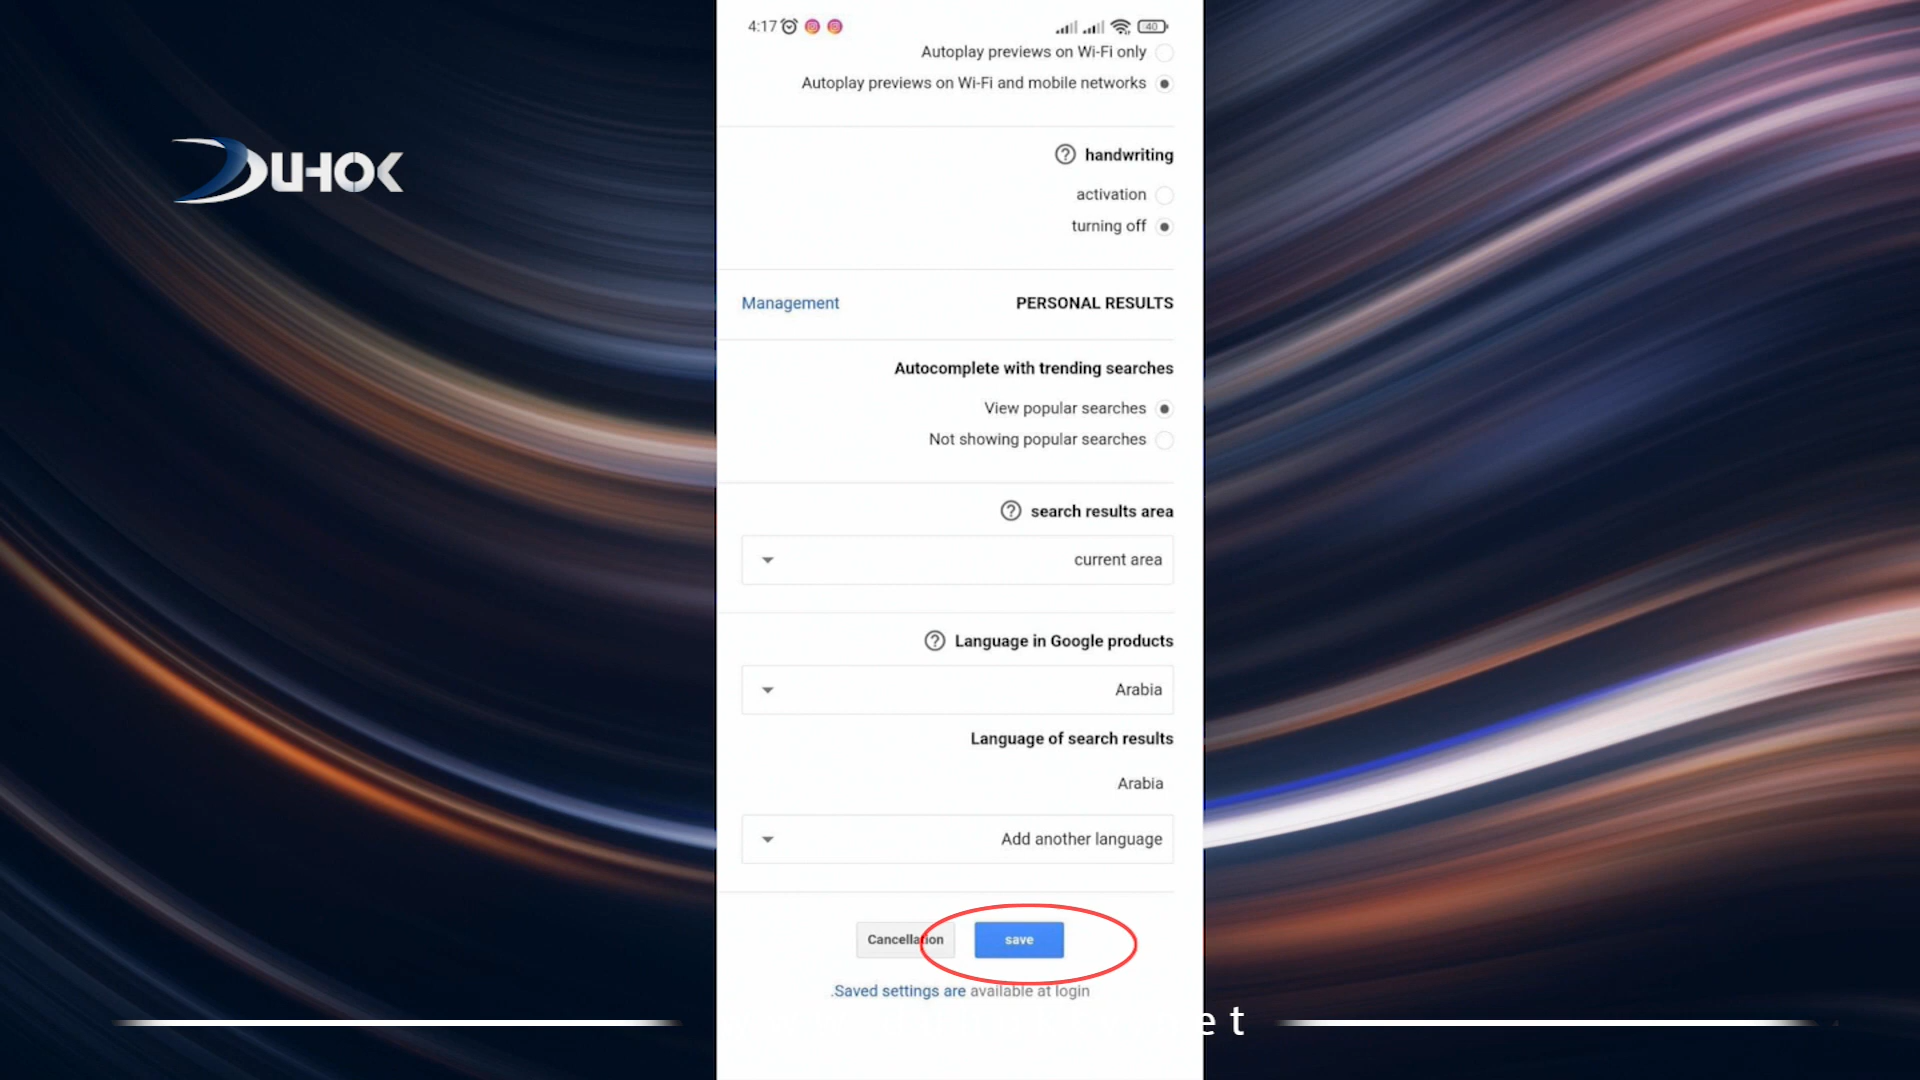 4:17
40
Autoplay previews on Wi-Fi only
Autoplay previews on Wi-Fi and mobile networks
DUHOK
handwriting
activation
turning off
Management
PERSONAL RESULTS
Autocomplete with trending searches
View popular searches
Not showing popular searches
search results area
current area
Language in Google products
Arabia
Language of search results
Arabia
Add another language
Cancellation
save
.Saved settings are available at login
et